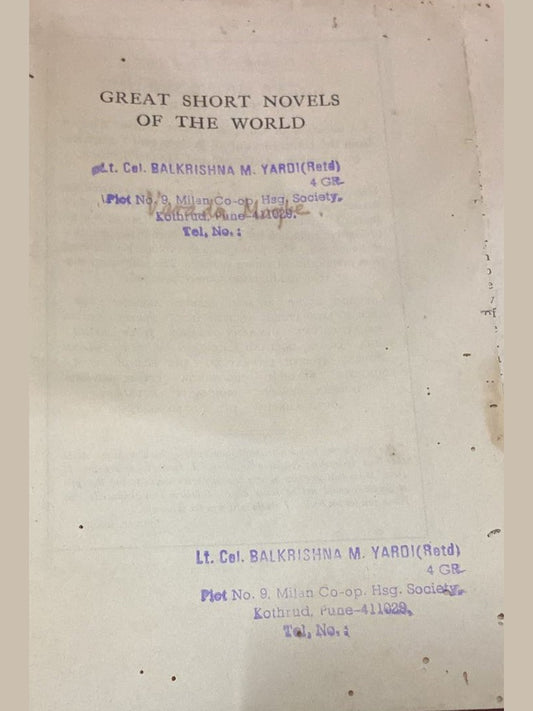 GREAT SHORT NOVELS
OF THE WORLD
Lt. Col. BALKRISHNA M. YARDI(Retd)
4 GR
Plot No. 9, Milan Co-op. Hsg. Society,
Kothrud, Pune-411029.
Tel, No. :
Lt. Col. BALKRISHNA M. YARDI(Retd)
4 GR
Plot No. 9, Milan Co-op. Hsg. Society,
Kothrud, Pune-411029,
Tel, No. :